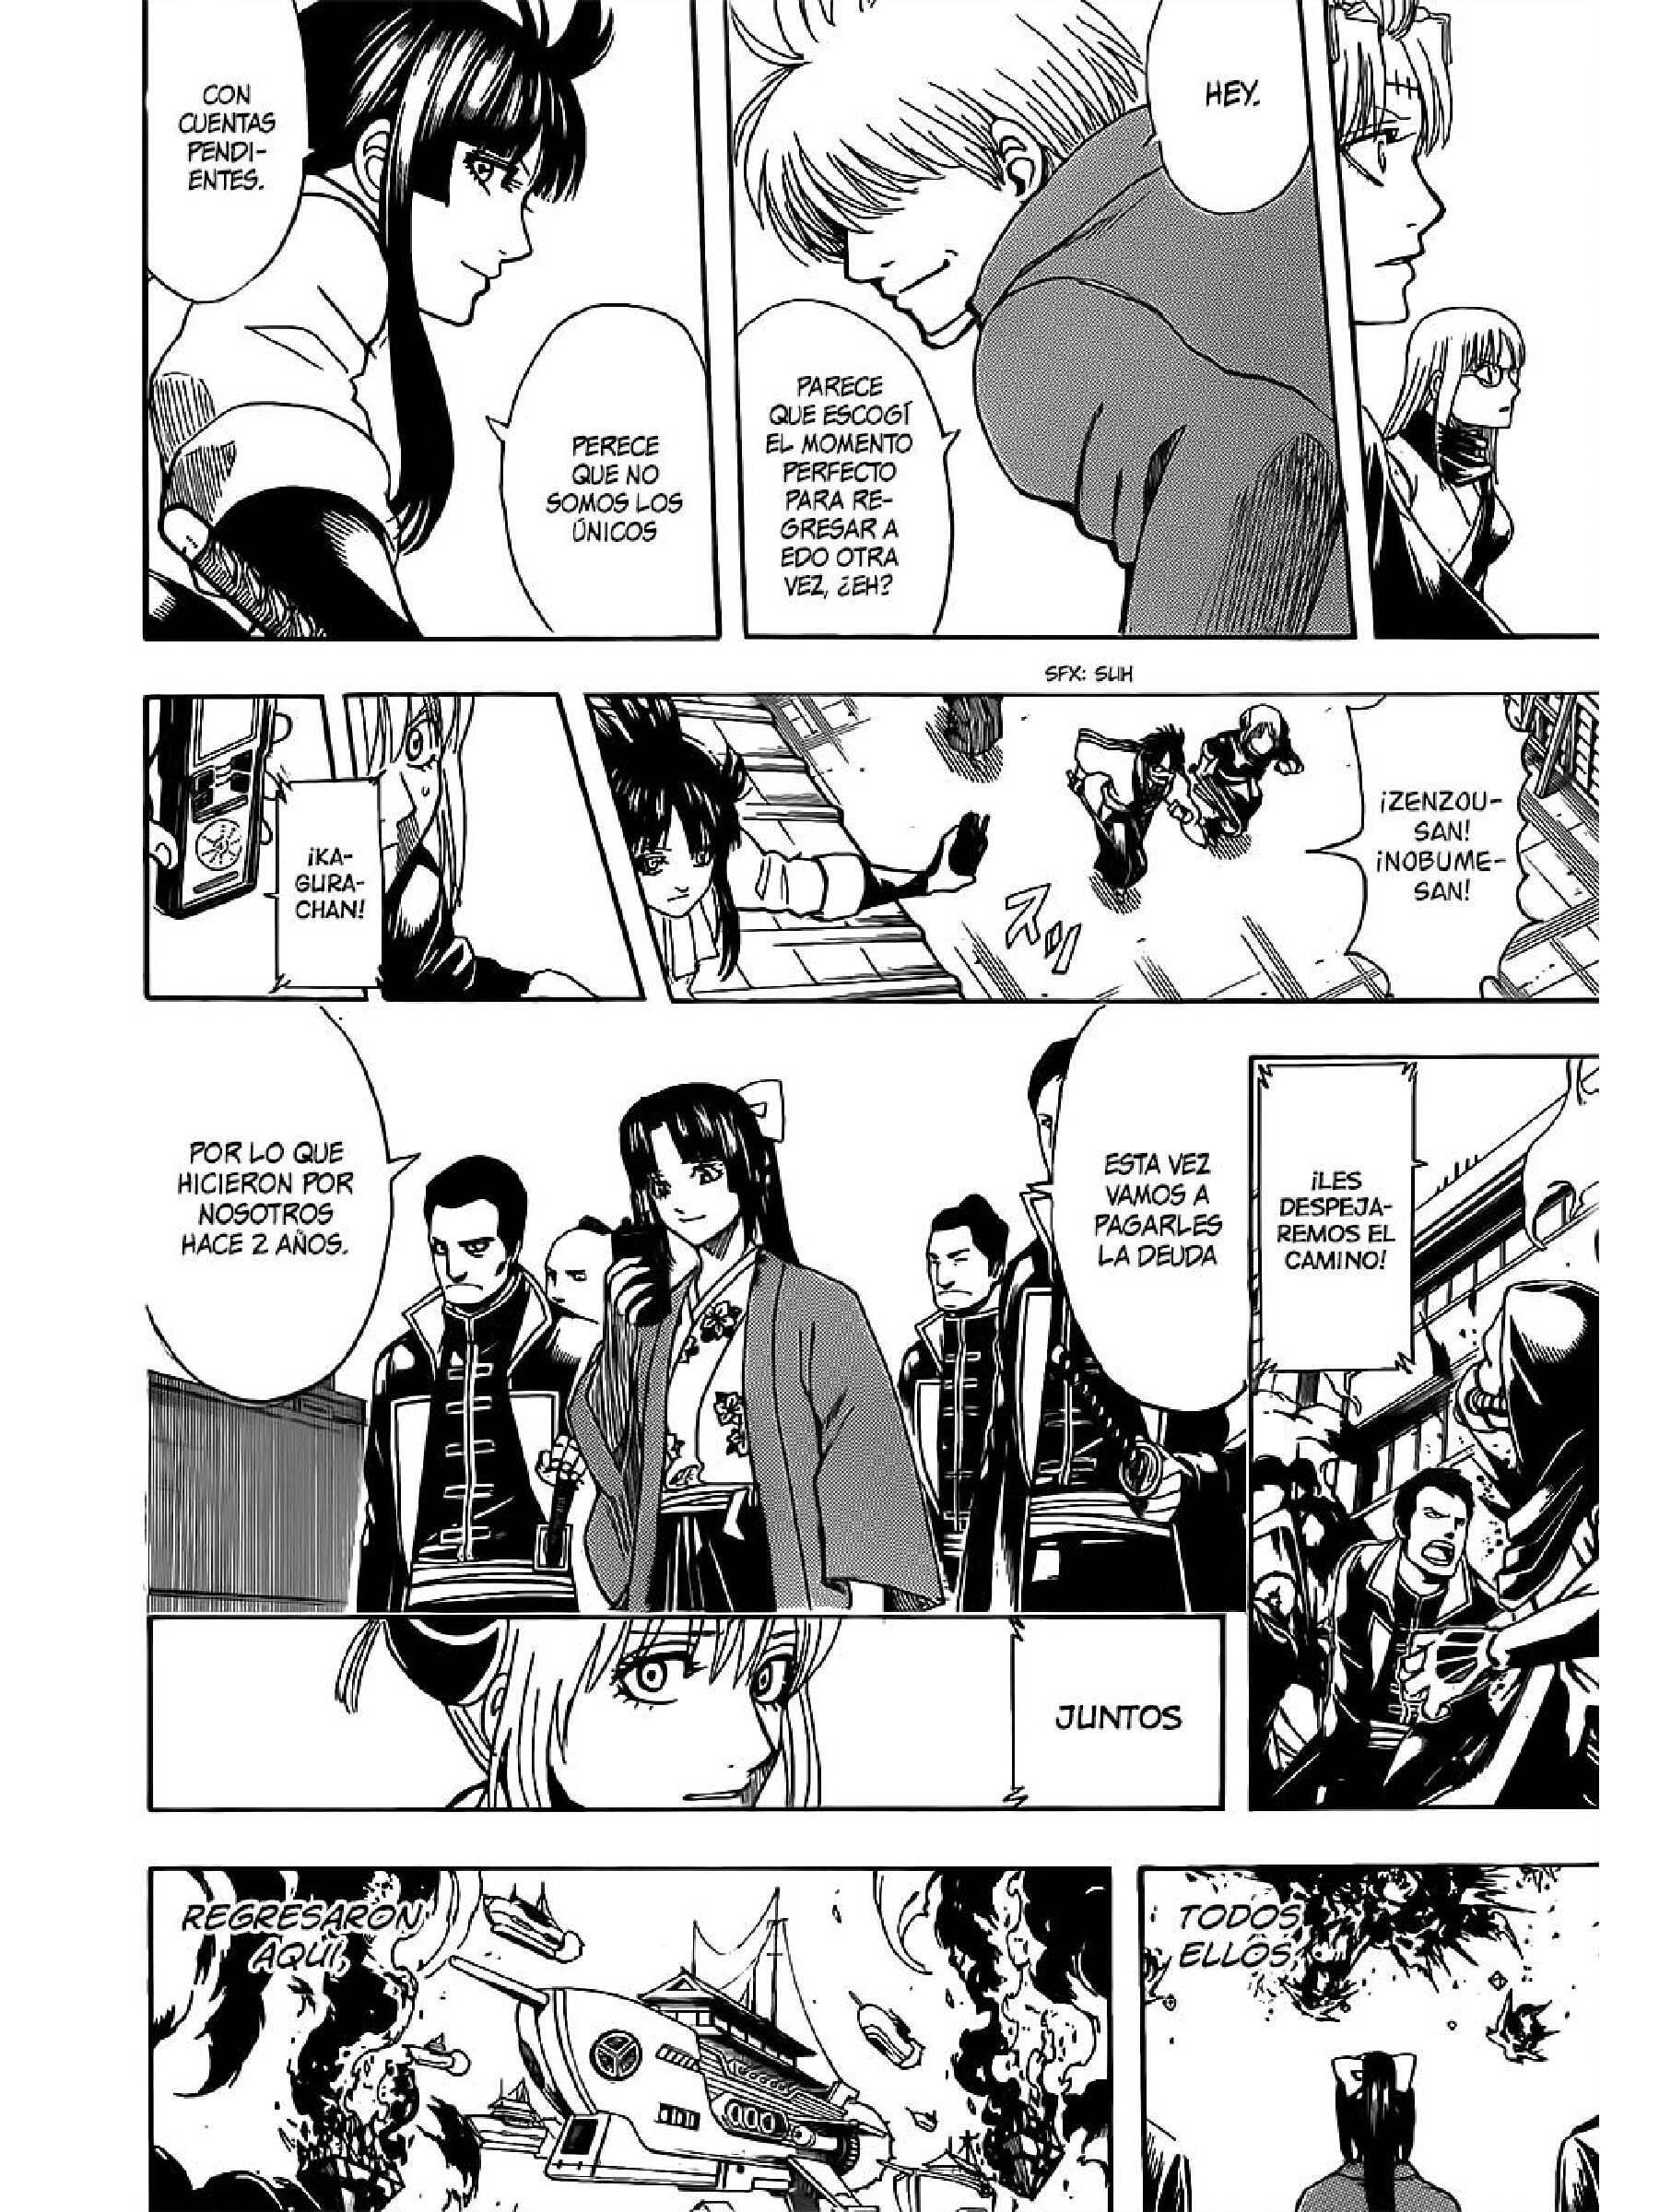 HEY.
PARECE
QUE ESCOGÍ
EL MOMENTO
PERFECTO
PARA RE-
GRESAR A
EDO OTRA
VEZ, ¿EH?
PERECE
QUE NO
SOMOS LOS
ÚNICOS
CON
CUENTAS
PENDI-
ENTES.
SFX: SUH
¡ZENZOU-
SAN!
¡NOBUME-
SAN!
スッ
¡KA-
GURA-
CHAN!
¡LES
DESPEJA-
REMOS EL
CAMINO!
ESTA VEZ
VAMOS A
PAGARLES
LA DEUDA
POR LO QUE
HICIERON POR
NOSOTROS
HACE 2 AÑOS.
JUNTOS
TODOS
ELLOS
REGRESARON
AQUÍ,